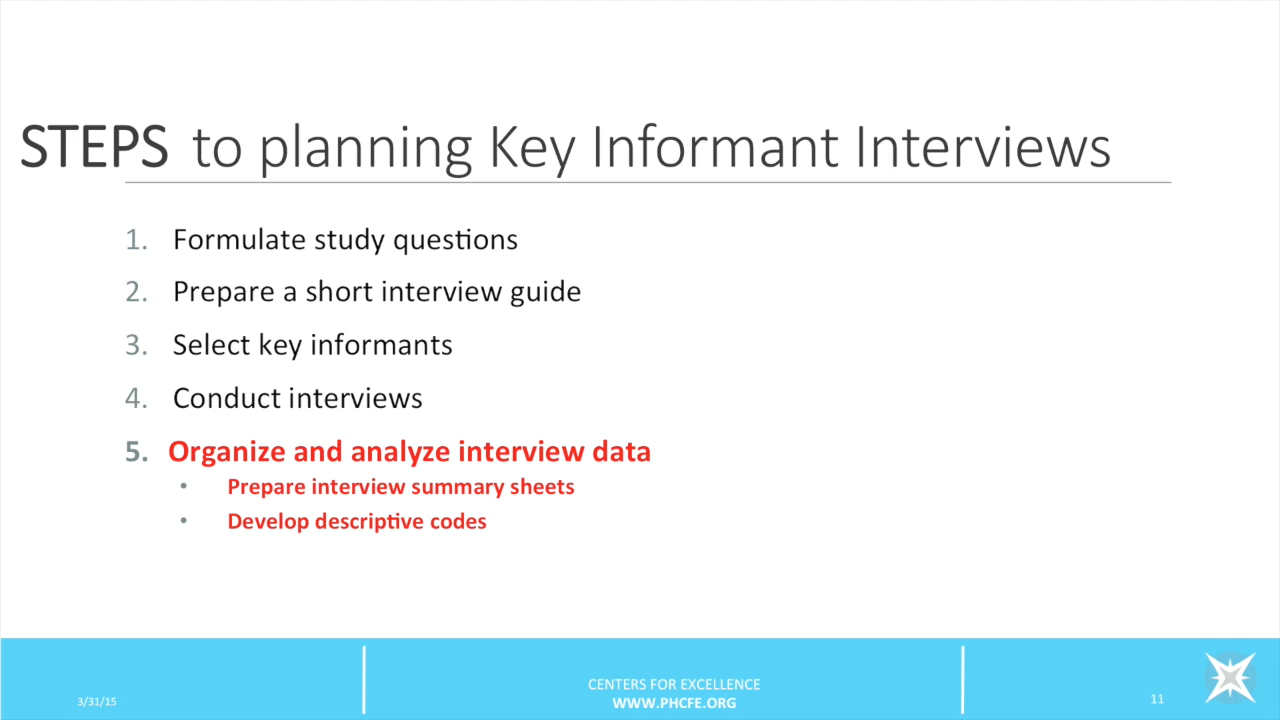 STEPS to planning Key Informant Interviews
1. Formulate study questions
2. Prepare a short interview guide
3. Select key informants
4. Conduct interviews
5. Organize and analyze interview data
• Prepare interview summary sheets
• Develop descriptive codes
3/31/15
CENTERS FOR EXCELLENCE
WWW.PHCFE.ORG
11